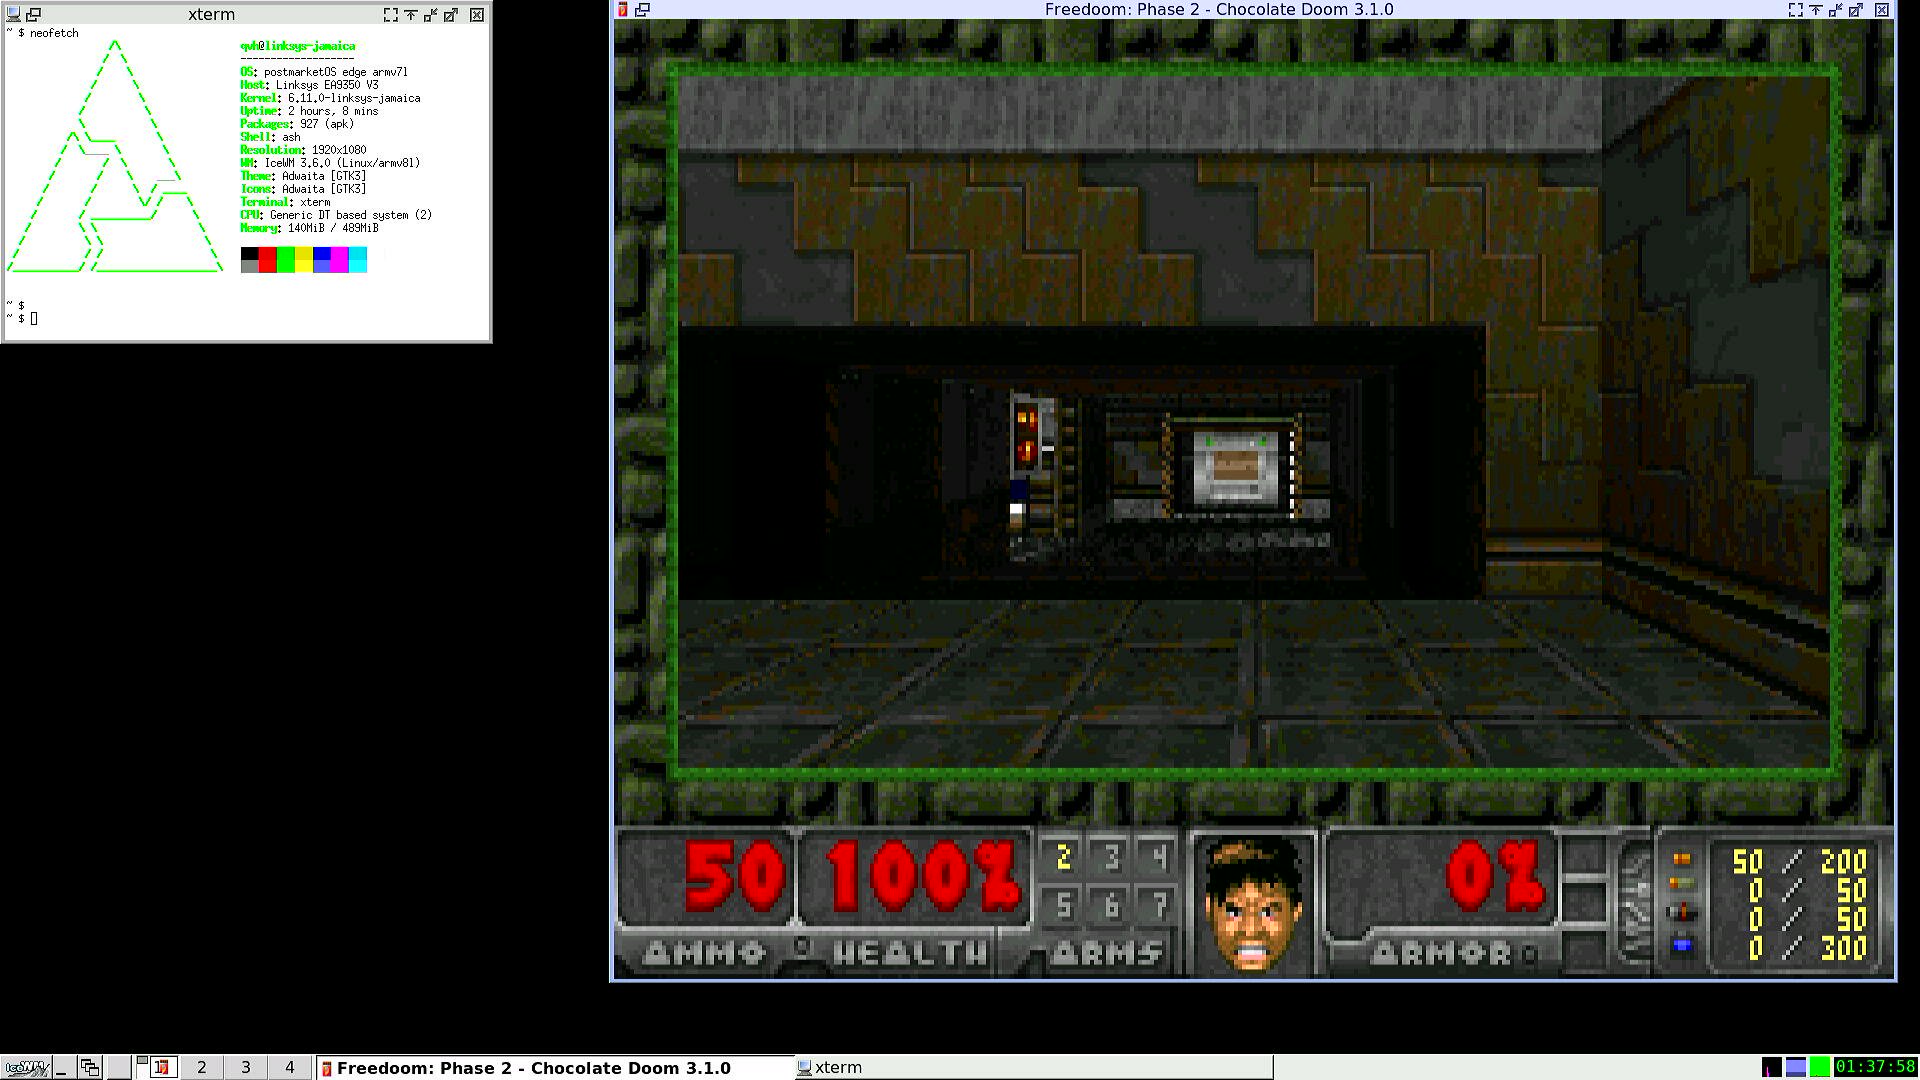 xterm
~ $ neofetch
qvh@linksys-jamaica
-------------------
OS: postmarketOS edge armv7l
Host: Linksys EA9350 V3
Kernel: 6.11.0-linksys-jamaica
Uptime: 2 hours, 8 mins
Packages: 927 (apk)
Shell: ash
Resolution: 1920x1080
WM: IceWM 3.6.0 (Linux/armv8l)
Theme: Adwaita [GTK3]
Icons: Adwaita [GTK3]
Terminal: xterm
CPU: Generic DT based system (2)
Memory: 140MiB / 489MiB
~ $
~ $
Freedoom: Phase 2 - Chocolate Doom 3.1.0
50 100% 2 3 4 0%
5 6 7
AMMO HEALTH ARMS ARMOR
50 / 200
0 / 50
0 / 50
0 / 300
IceWM 1 2 3 4 Freedoom: Phase 2 - Chocolate Doom 3.1.0 xterm 01:37:58